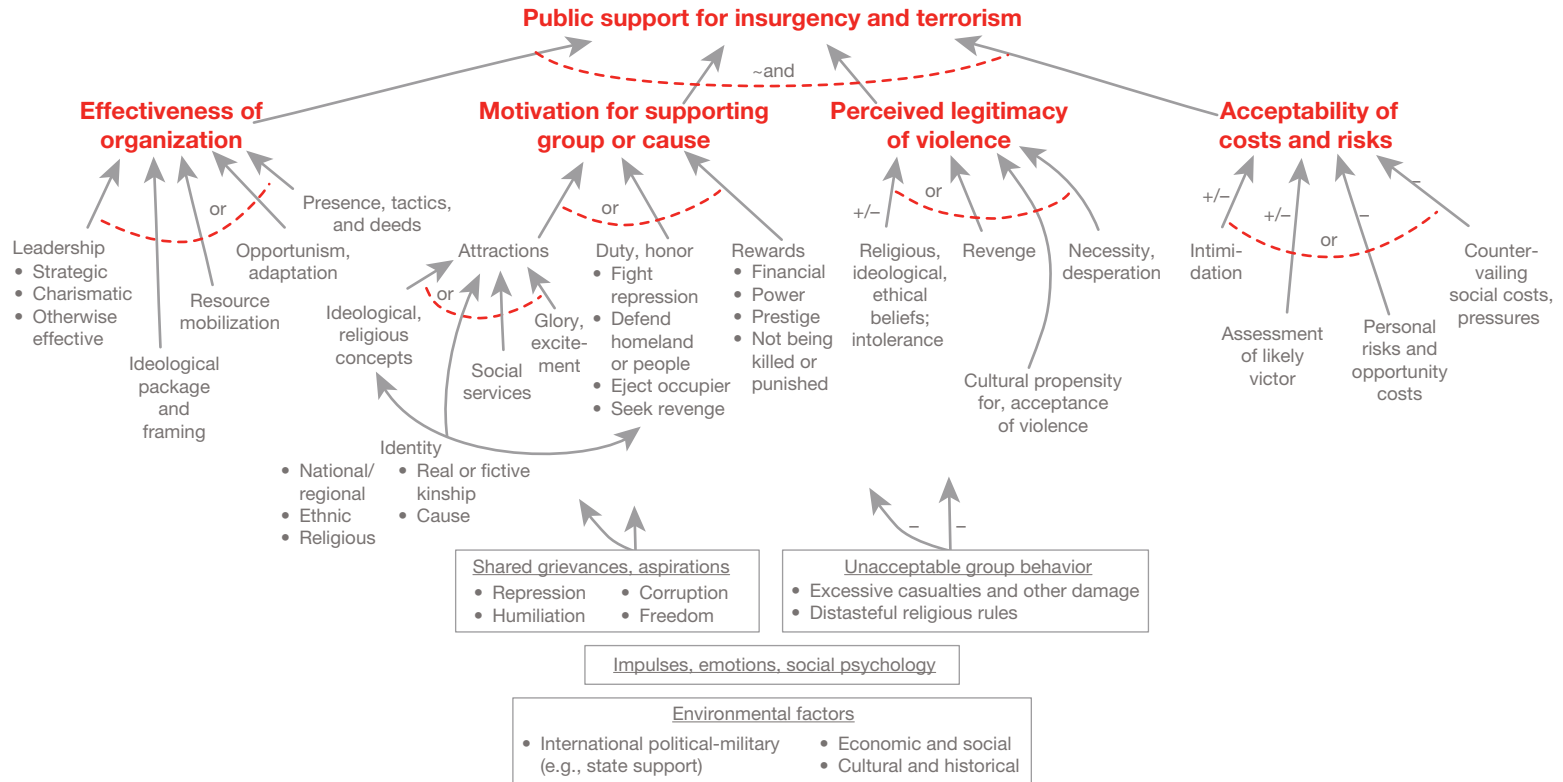 Public support for insurgency and terrorism
~and
Effectiveness of
organization
Motivation for supporting
group or cause
Perceived legitimacy
of violence
Acceptability of
costs and risks
or
Leadership
• Strategic
• Charismatic
• Otherwise
effective
Ideological
package
and
framing
Resource
mobilization
Opportunism,
adaptation
Presence, tactics,
and deeds
or
Attractions
or
Ideological,
religious
concepts
Social
services
Glory,
excite-
ment
Duty, honor
• Fight
repression
• Defend
homeland
or people
• Eject occupier
• Seek revenge
Rewards
• Financial
• Power
• Prestige
• Not being
killed or
punished
Identity
• National/
regional
• Ethnic
• Religious
• Real or fictive
kinship
• Cause
or
+/–
Religious,
ideological,
ethical
beliefs;
intolerance
Revenge
Cultural propensity
for, acceptance
of violence
Necessity,
desperation
+/–
+/–
–
–
or
Intimi-
dation
Assessment
of likely
victor
Personal
risks and
opportunity
costs
Counter-
vailing
social costs,
pressures
Shared grievances, aspirations
• Repression
• Humiliation
• Corruption
• Freedom
–
–
Unacceptable group behavior
• Excessive casualties and other damage
• Distasteful religious rules
Impulses, emotions, social psychology
Environmental factors
• International political-military
(e.g., state support)
• Economic and social
• Cultural and historical